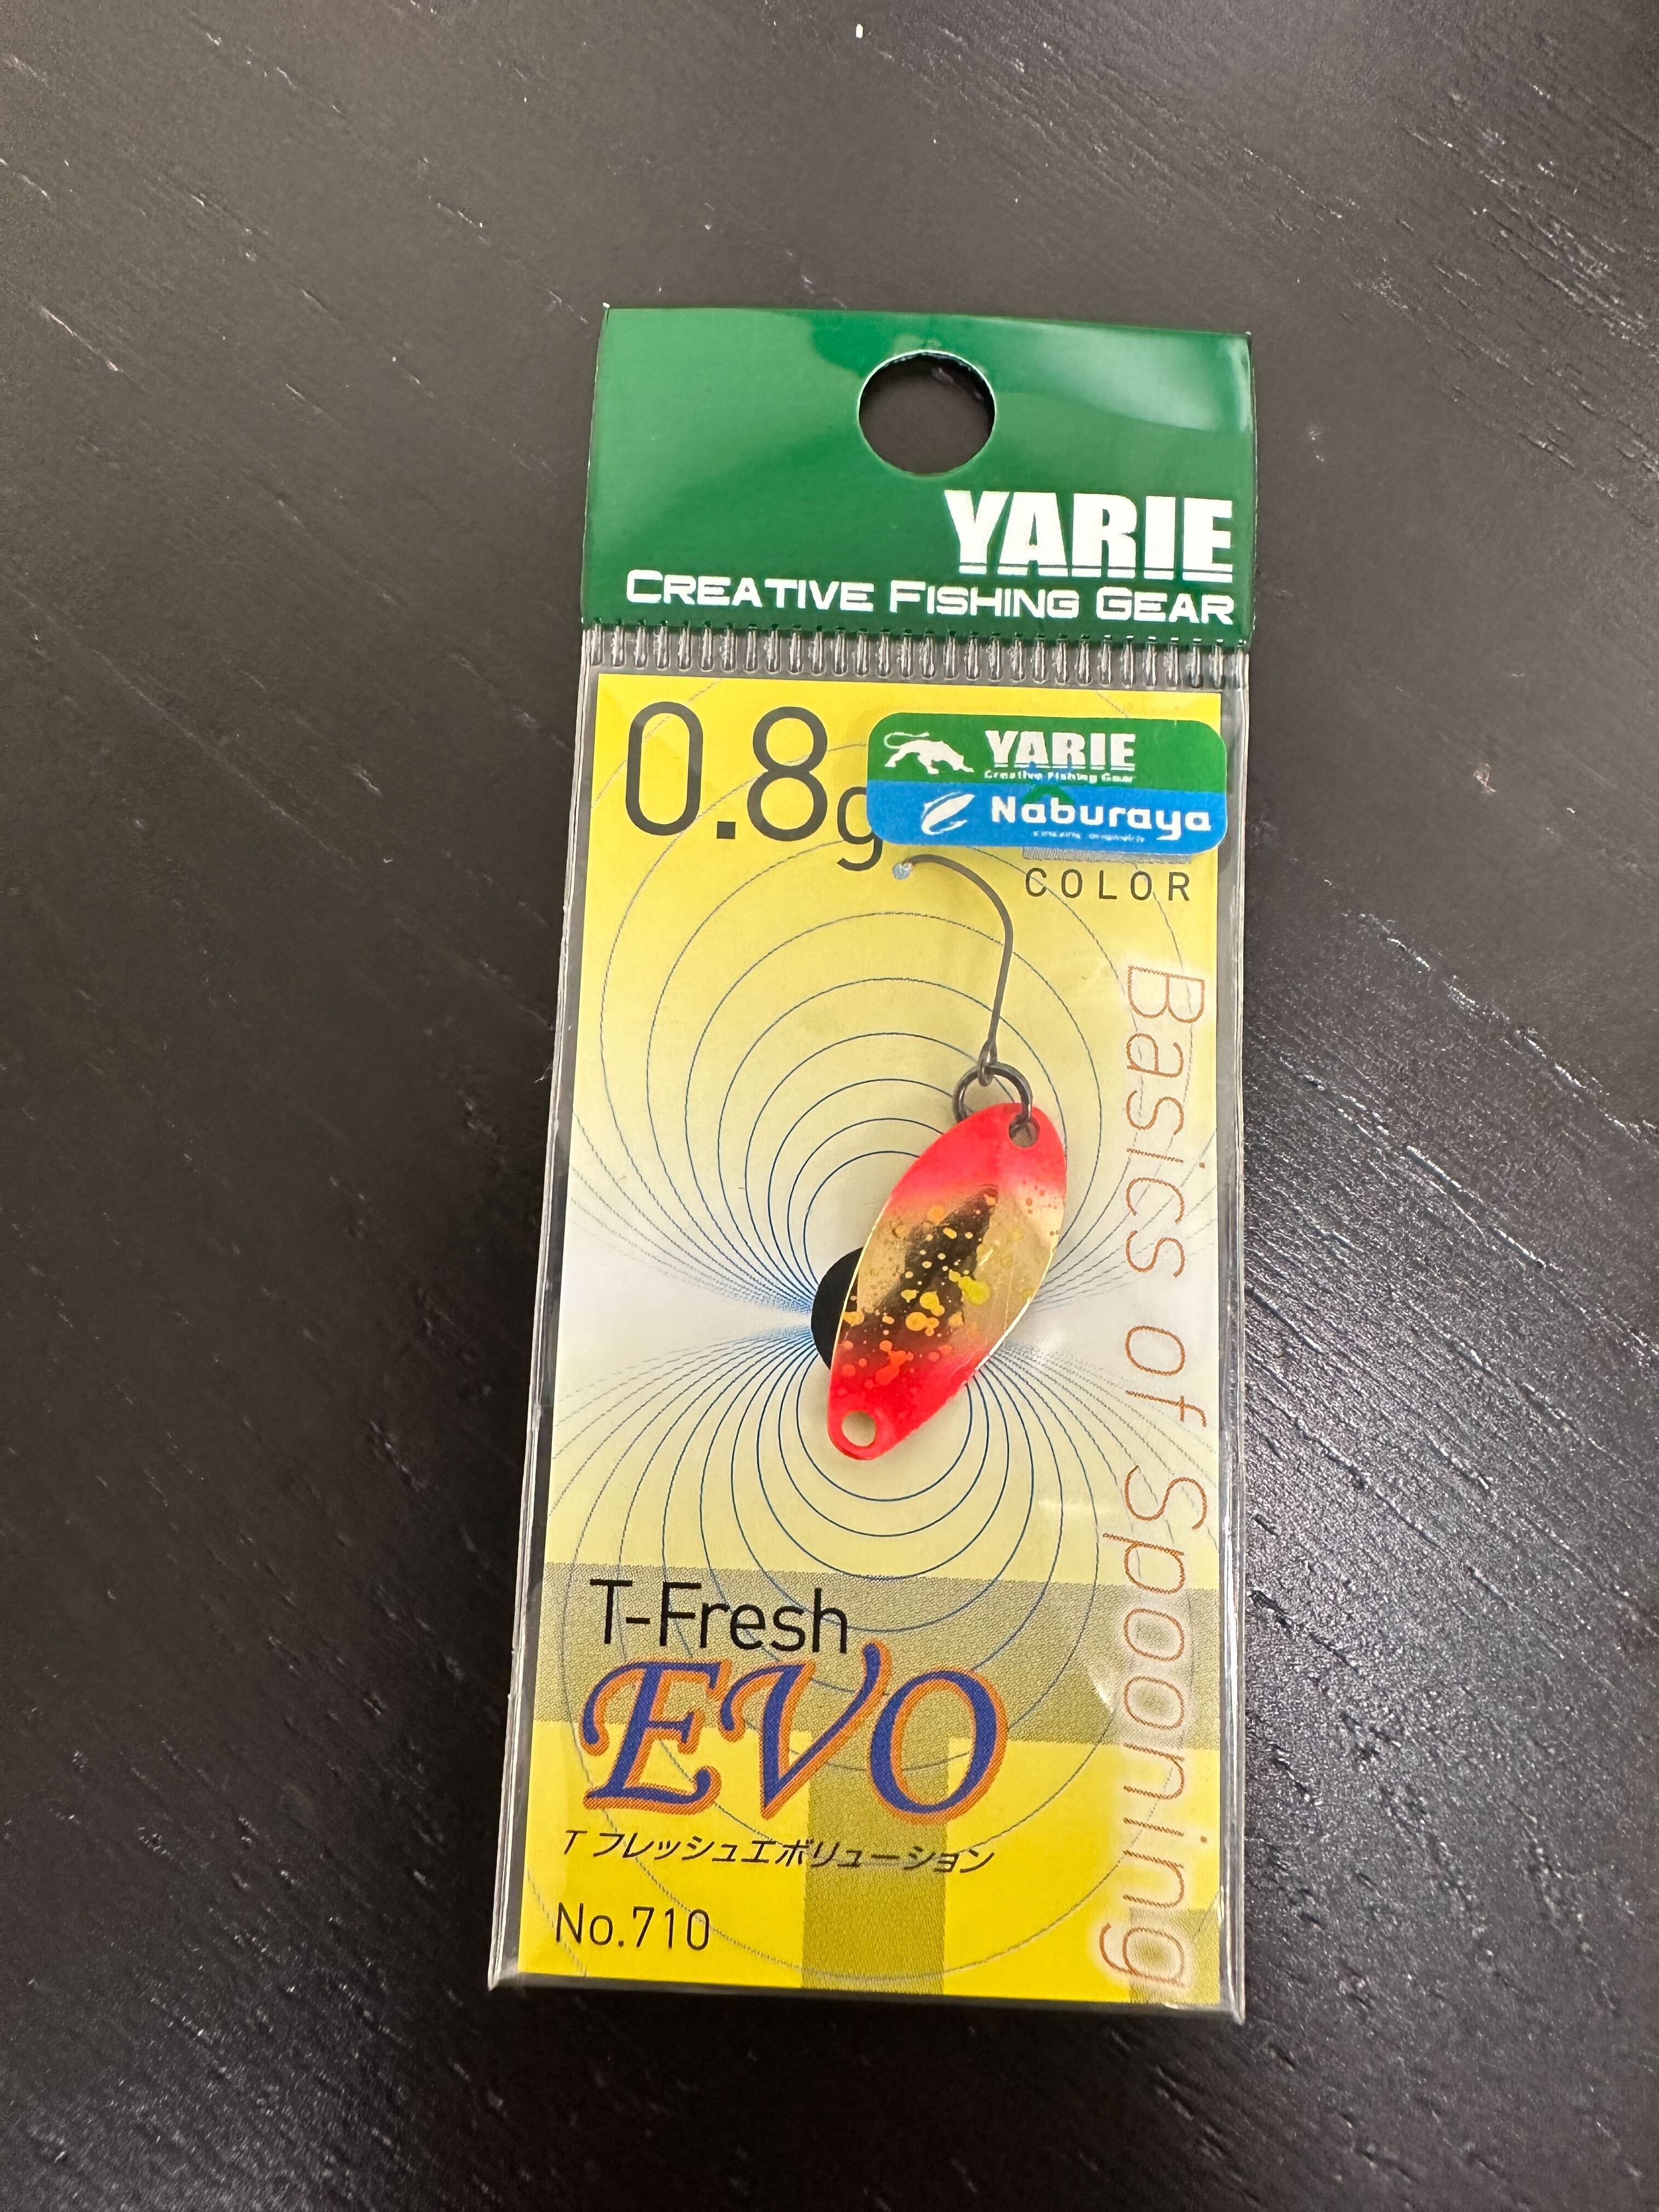 YARIE
CREATIVE FISHING GEAR
0.8g
YARIE
Creative Fishing Gear
Naburaya
COLOR
Basics of Spooning
T-Fresh
EVO
T フレッシュエボリューション
No.710